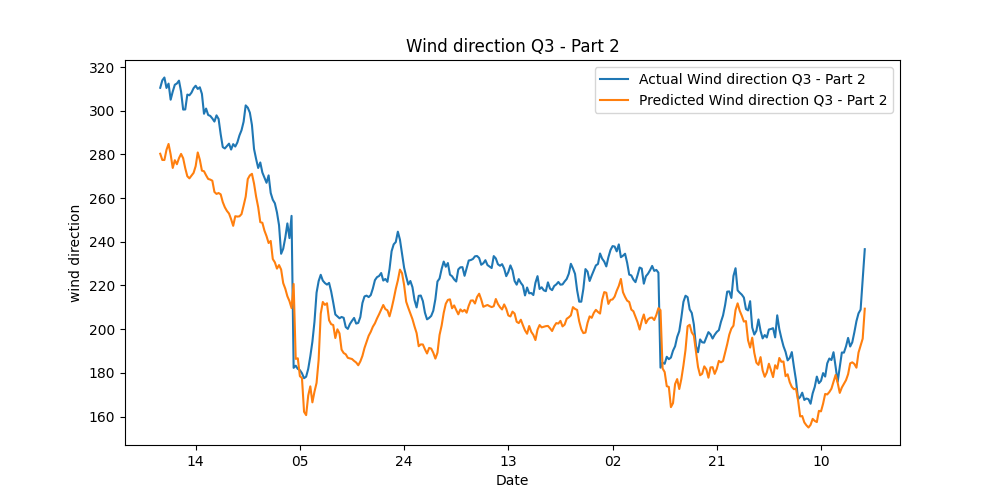 Wind direction Q3 - Part 2
Actual Wind direction Q3 - Part 2
Predicted Wind direction Q3 - Part 2
320
300
280
260
240
220
200
180
160
wind direction
14 05 24 13 02 21 10
Date